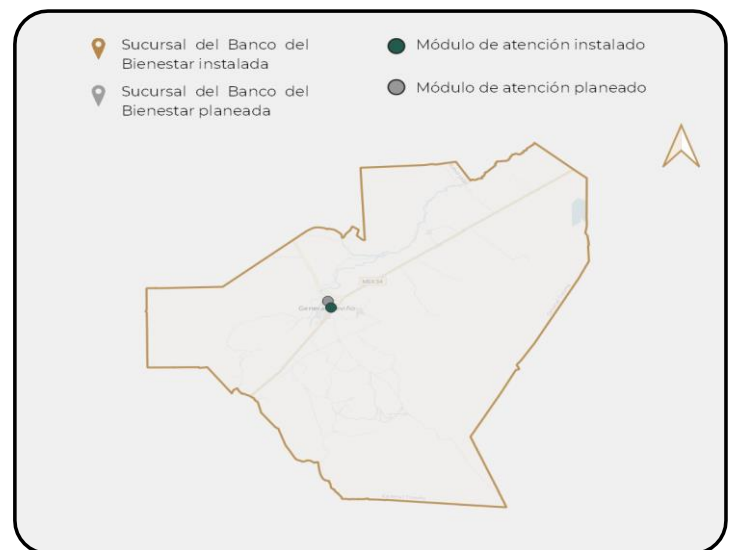 Sucursal del Banco del
Bienestar instalada
Sucursal del Banco del
Bienestar planeada
Módulo de atención instalado
Módulo de atención planeado
General